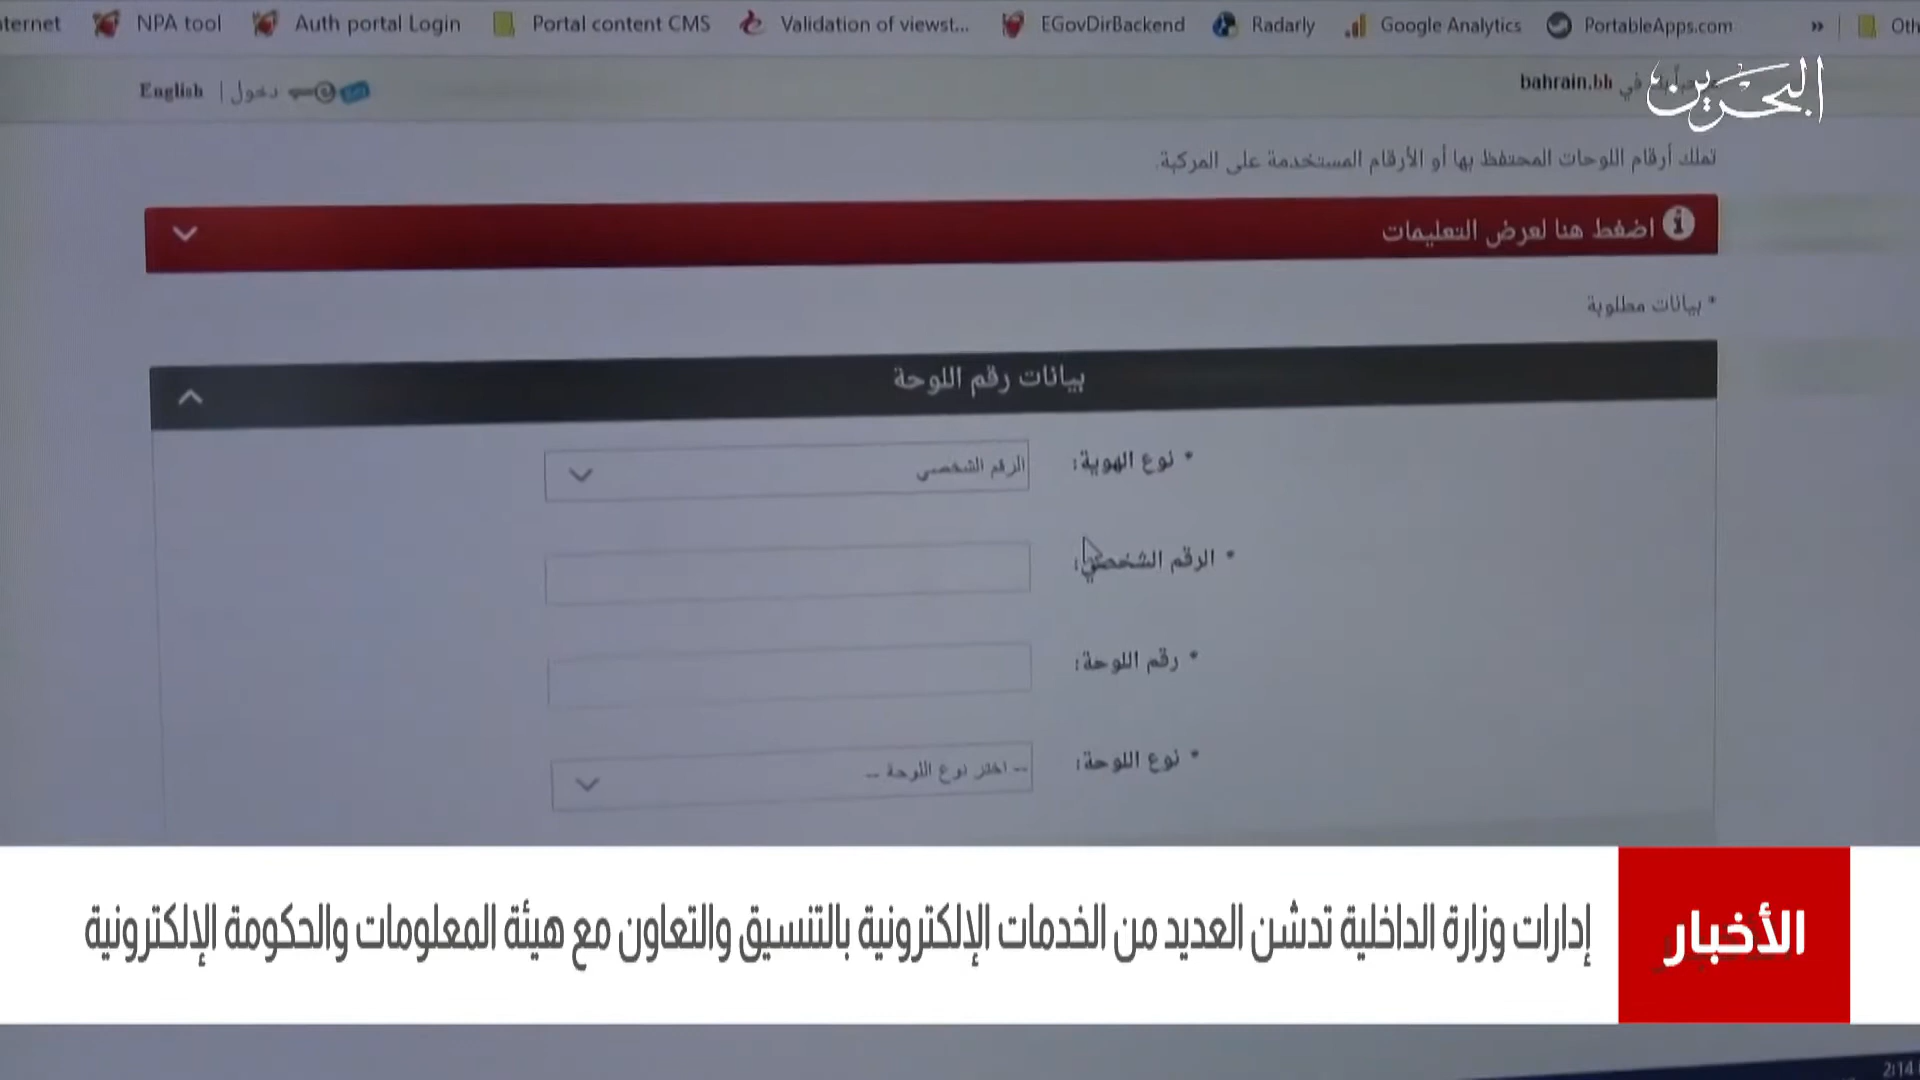 NPA tool Auth portal Login Portal content CMS Validation of viewst... EGovDirBackend Radarly Google Analytics PortableApps.com »
English | دخول
في bahrain.bh
البحرين
تملك أرقام اللوحات المحتفظ بها أو الأرقام المستخدمة على المركبة.
اضغط هنا لعرض التعليمات
* بيانات مطلوبة
بيانات رقم اللوحة
* نوع الهوية: الرقم الشخصي
* الرقم الشخصي:
* رقم اللوحة:
* نوع اللوحة: -- اختر نوع اللوحة --
الأخبار
إدارات وزارة الداخلية تدشن العديد من الخدمات الإلكترونية بالتنسيق والتعاون مع هيئة المعلومات والحكومة الإلكترونية
2:14